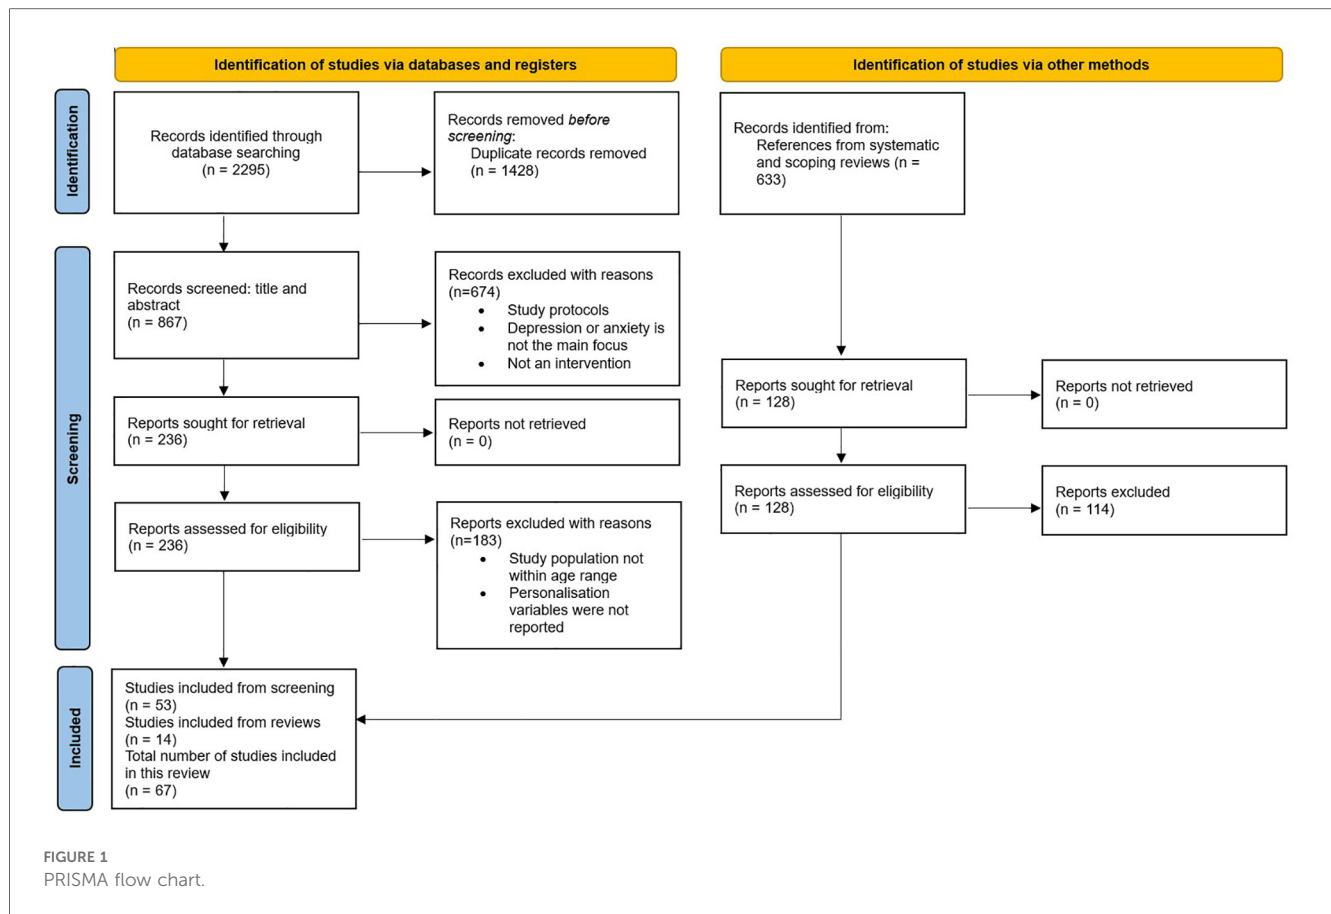 Identification of studies via databases and registers
Identification of studies via other methods
Identification
Records identified through
database searching
(n = 2295)
Records removed before
screening:
Duplicate records removed
(n = 1428)
Records identified from:
References from systematic
and scoping reviews (n =
633)
Screening
Records screened: title and
abstract
(n = 867)
Records excluded with reasons
(n=674)
• Study protocols
• Depression or anxiety is
not the main focus
• Not an intervention
Reports sought for retrieval
(n = 236)
Reports not retrieved
(n = 0)
Reports sought for retrieval
(n = 128)
Reports not retrieved
(n = 0)
Reports assessed for eligibility
(n = 236)
Reports excluded with reasons
(n=183)
• Study population not
within age range
• Personalisation
variables were not
reported
Reports assessed for eligibility
(n = 128)
Reports excluded
(n = 114)
Included
Studies included from screening
(n = 53)
Studies included from reviews
(n = 14)
Total number of studies included
in this review
(n = 67)
FIGURE 1
PRISMA flow chart.